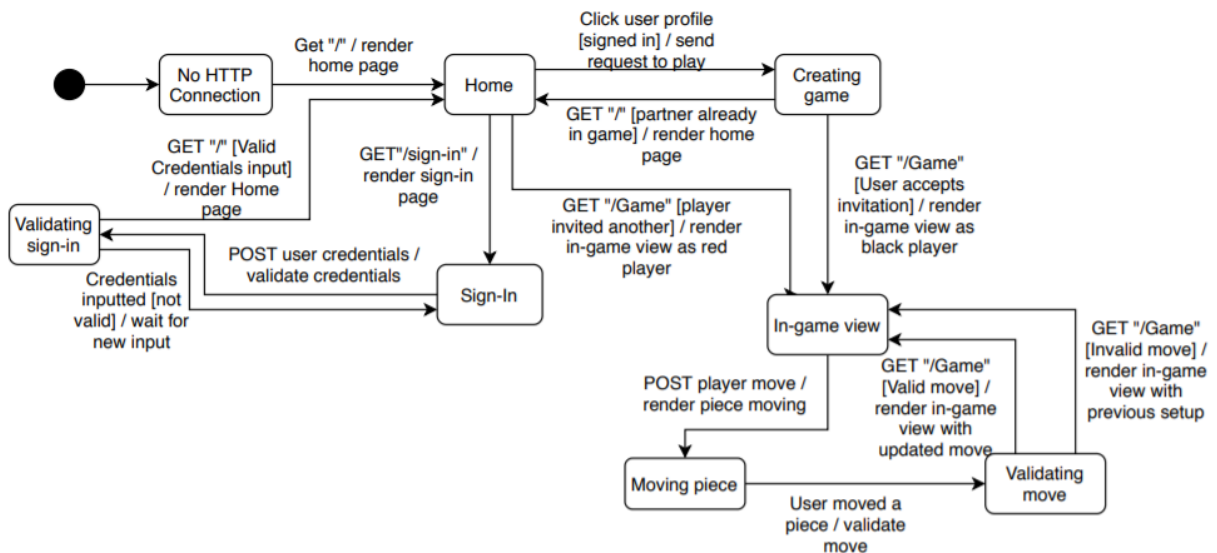 Click user profile
[signed in] / send
request to play
Get "/" / render
home page
No HTTP
Connection
Home
Creating
game
GET "/" [partner already
in game] / render home
page
GET "/" [Valid
Credentials input]
/ render Home
page
GET"/sign-in" /
render sign-in
page
GET "/Game"
[User accepts
invitation] / render
in-game view as
black player
GET "/Game" [player
invited another] / render
in-game view as red
player
Validating
sign-in
POST user credentials /
validate credentials
Sign-In
Credentials
inputted [not
valid] / wait for
new input
In-game view
GET "/Game"
[Invalid move] /
render in-game
view with
previous setup
GET "/Game"
[Valid move] /
render in-game
view with
updated move
POST player move /
render piece moving
Moving piece
Validating
move
User moved a
piece / validate
move